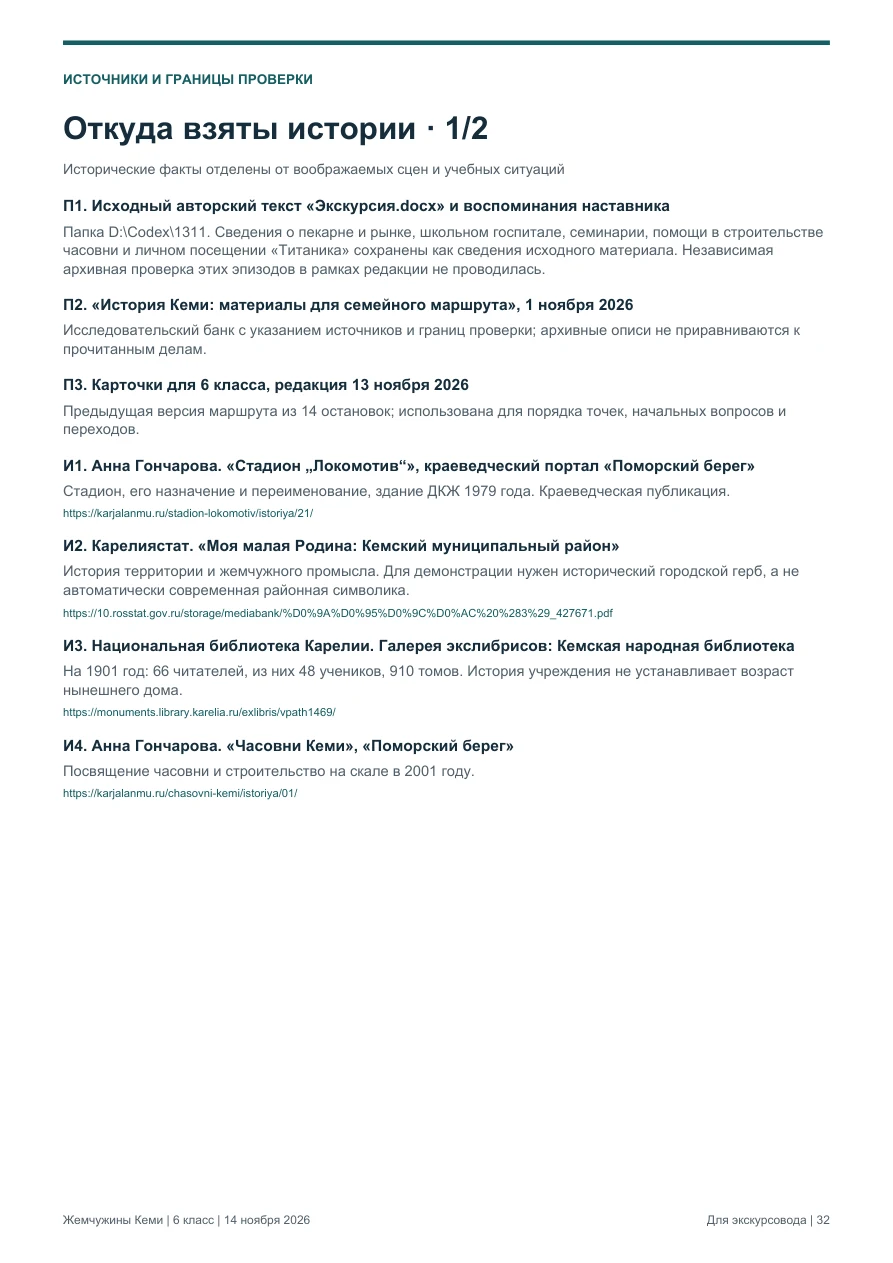 ИСТОЧНИКИ И ГРАНИЦЫ ПРОВЕРКИ
Откуда взяты истории · 1/2
Исторические факты отделены от воображаемых сцен и учебных ситуаций
П1. Исходный авторский текст «Экскурсия.docx» и воспоминания наставника
Папка D:\Codex\1311. Сведения о пекарне и рынке, школьном госпитале, семинарии, помощи в строительстве
часовни и личном посещении «Титаника» сохранены как сведения исходного материала. Независимая
архивная проверка этих эпизодов в рамках редакции не проводилась.
П2. «История Кеми: материалы для семейного маршрута», 1 ноября 2026
Исследовательский банк с указанием источников и границ проверки; архивные описи не приравниваются к
прочитанным делам.
П3. Карточки для 6 класса, редакция 13 ноября 2026
Предыдущая версия маршрута из 14 остановок; использована для порядка точек, начальных вопросов и
переходов.
И1. Анна Гончарова. «Стадион „Локомотив“», краеведческий портал «Поморский берег»
Стадион, его назначение и переименование, здание ДКЖ 1979 года. Краеведческая публикация.
https://karjalanmu.ru/stadion-lokomotiv/istoriya/21/
И2. Карелиястат. «Моя малая Родина: Кемский муниципальный район»
История территории и жемчужного промысла. Для демонстрации нужен исторический городской герб, а не
автоматически современная районная символика.
https://10.rosstat.gov.ru/storage/mediabank/%D0%9A%D0%95%D0%9C%D0%AC%20%283%29_427671.pdf
И3. Национальная библиотека Карелии. Галерея экслибрисов: Кемская народная библиотека
На 1901 год: 66 читателей, из них 48 учеников, 910 томов. История учреждения не устанавливает возраст
нынешнего дома.
https://monuments.library.karelia.ru/exlibris/vpath1469/
И4. Анна Гончарова. «Часовни Кеми», «Поморский берег»
Посвящение часовни и строительство на скале в 2001 году.
https://karjalanmu.ru/chasovni-kemi/istoriya/01/
Жемчужины Кеми | 6 класс | 14 ноября 2026
Для экскурсовода | 32